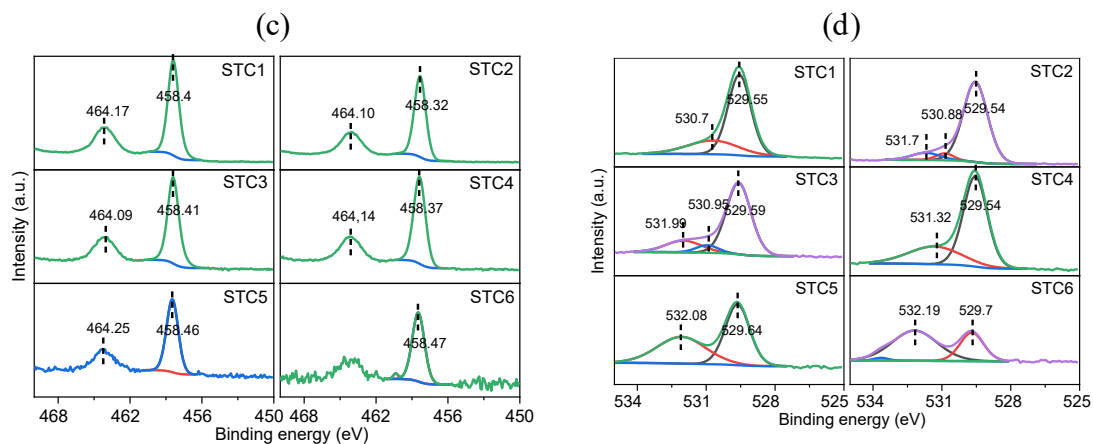 (c)
(d)
STC1
464.17
458.4
STC2
464.10
458.32
STC3
464.09
458.41
STC4
464,14
458.37
STC5
464.25
458.46
STC6
458.47
468 462 456 450
468 462 456 450
Binding energy (eV)
Intensity (a.u.)
STC1
530.7
529.55
STC2
531.7
530.88
529.54
STC3
531.99
530.95
529.59
STC4
531.32
529.54
STC5
532.08
529.64
STC6
532.19
529.7
534 531 528 525
534 531 528 525
Binding energy (eV)
Intensity (a.u.)